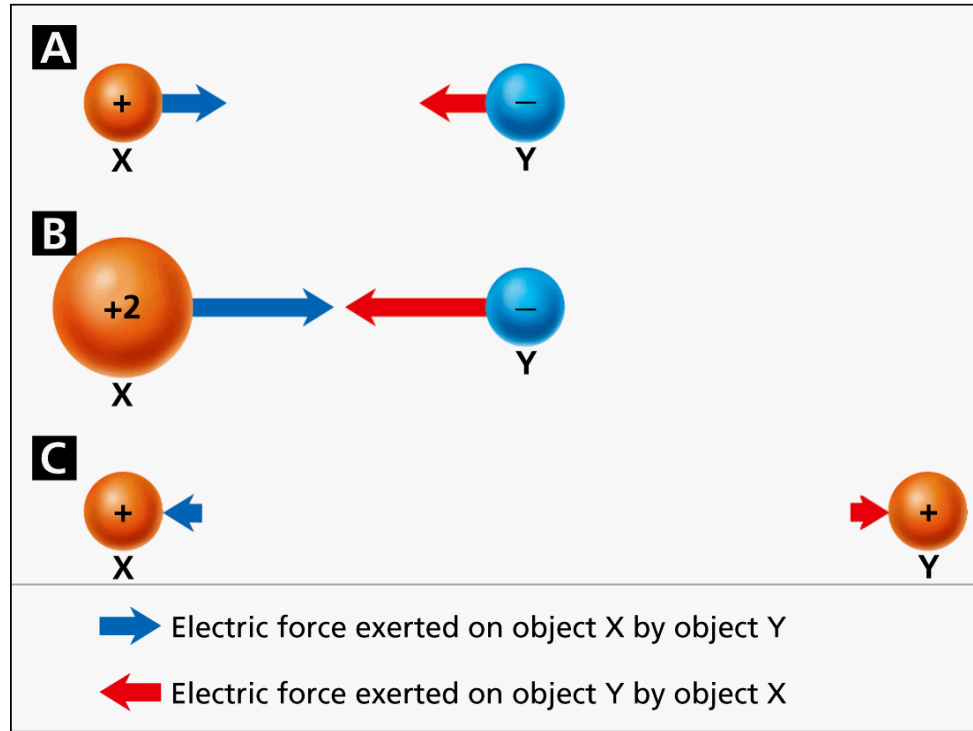 A
+
−
X
Y
B
+2
−
X
Y
C
+
+
X
Y
Electric force exerted on object X by object Y
Electric force exerted on object Y by object X